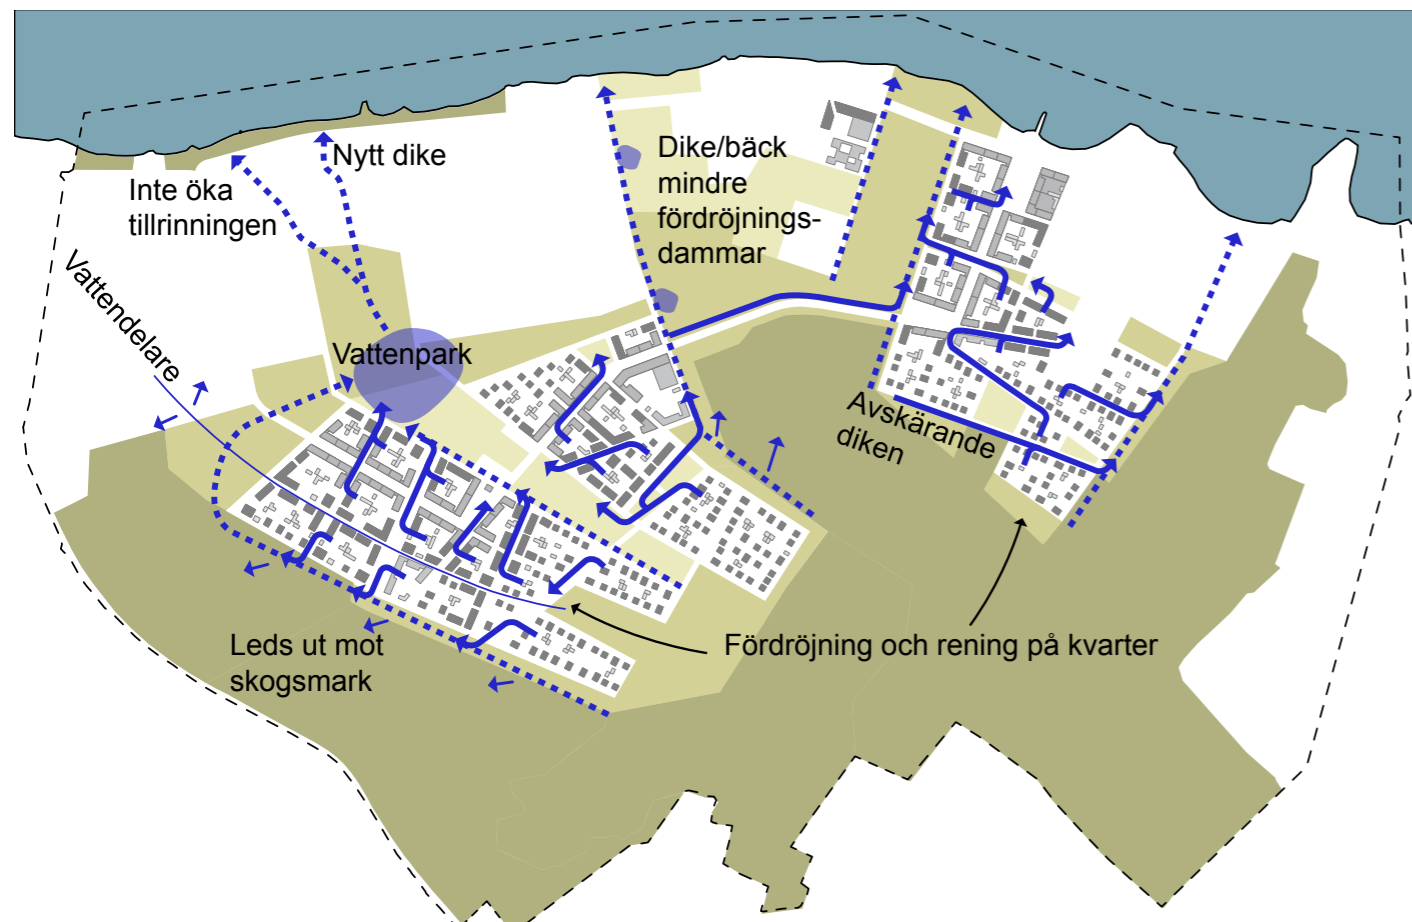 Nytt dike
Inte öka
tillrinningen
Dike/bäck
mindre
fördröjnings-
dammar
Vattendelare
Vattenpark
Avskärande
diken
Leds ut mot
skogsmark
Fördröjning och rening på kvarter